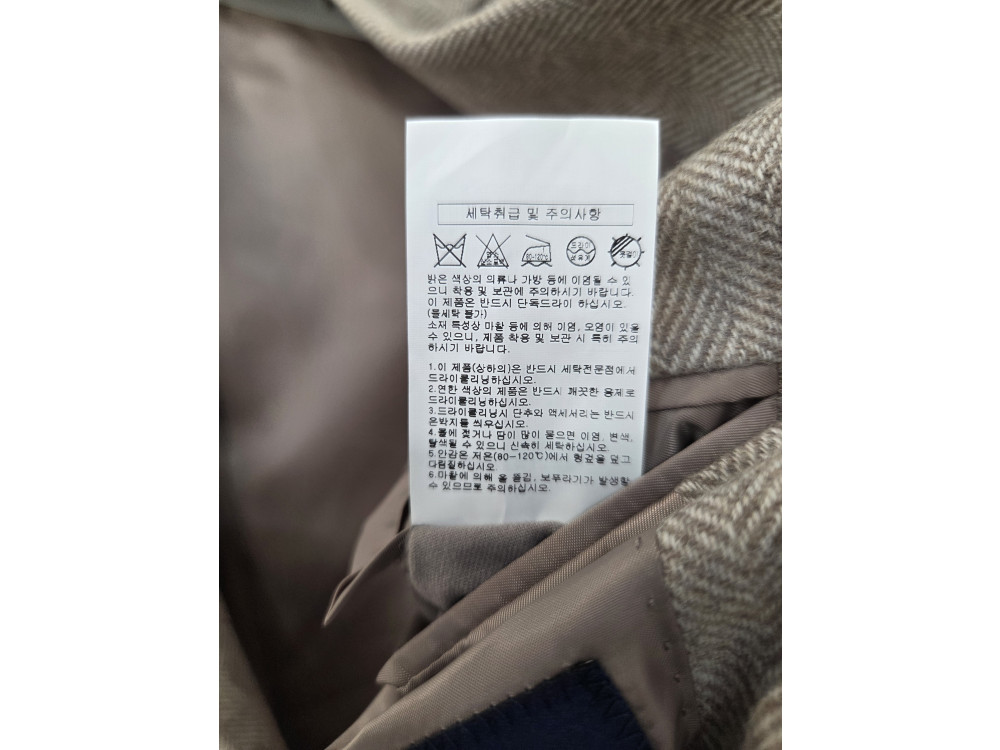 세탁취급 및 주의사항
80-120℃
드라이
석유계
밝은 색상의 의류나 가방 등에 이염될 수 있
으니 착용 및 보관에 주의하시기 바랍니다.
이 제품은 반드시 단독드라이 하십시오.
(물세탁 불가)
소재 특성상 마찰 등에 의해 이염, 오염이 있을
수 있으니, 제품 착용 및 보관 시 특히 주의
하시기 바랍니다.
1.이 제품(상하의)은 반드시 세탁전문점에서
드라이클리닝하십시오.
2.연한 색상의 제품은 반드시 깨끗한 용제로
드라이클리닝하십시오.
3.드라이클리닝시 단추와 액세서리는 반드시
은박지를 씌우십시오.
4.물에 젖거나 땀이 많이 묻으면 이염, 변색,
탈색될 수 있으니 신속히 세탁하십시오.
5.안감은 저온(80-120℃)에서 헝겊을 덮고
다림질하십시오.
6.마찰에 의해 올 뜯김, 보푸라기가 발생할
수 있으므로 주의하십시오.